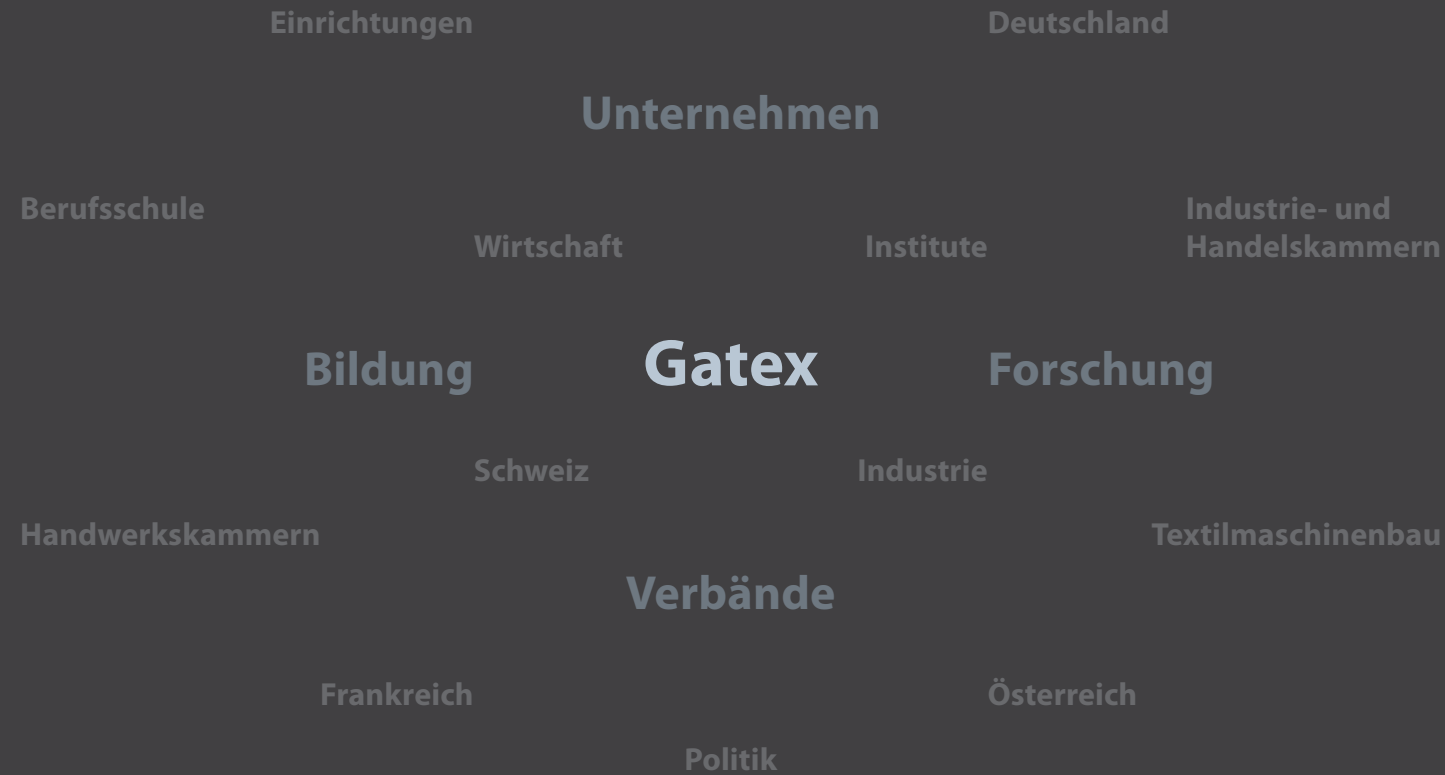 Einrichtungen
Deutschland
Unternehmen
Berufsschule
Industrie- und
Handelskammern
Wirtschaft
Institute
Bildung
Gatex
Forschung
Schweiz
Industrie
Handwerkskammern
Textilmaschinenbau
Verbände
Frankreich
Österreich
Politik